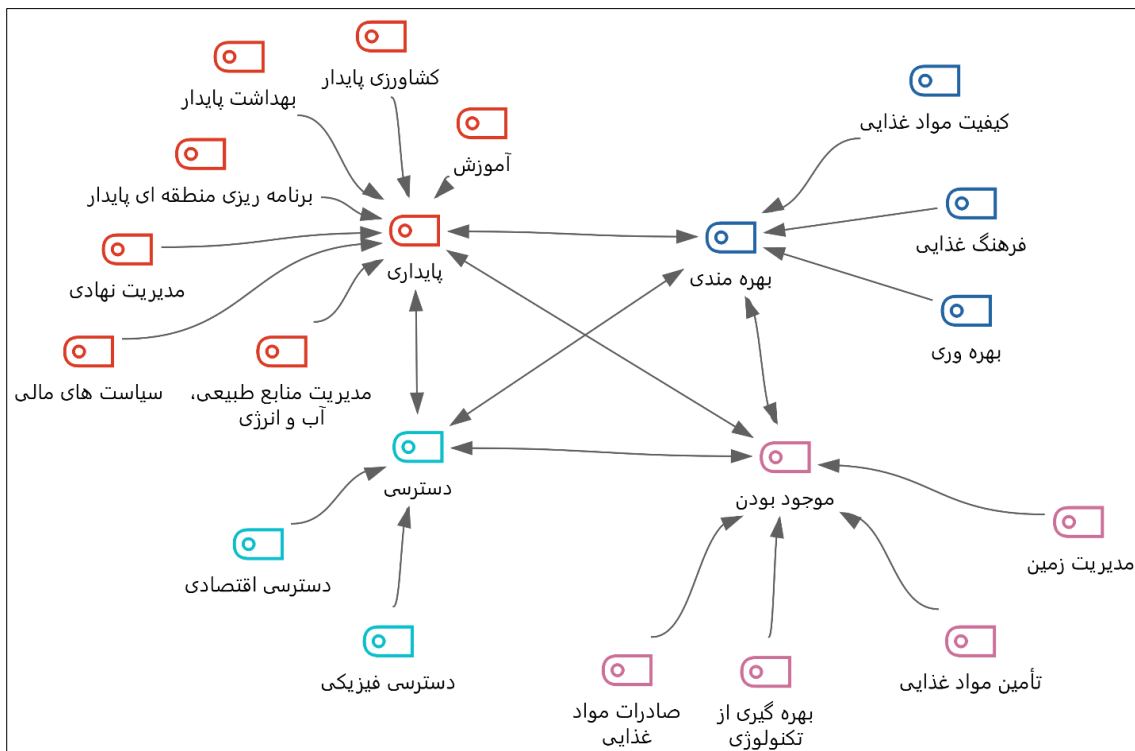 کشاورزی پایدار
بهداشت پایدار
آموزش
برنامه ریزی منطقه ای پایدار
پایداری
مدیریت نهادی
سیاست های مالی
مدیریت منابع طبیعی،
آب و انرژی
کیفیت مواد غذایی
فرهنگ غذایی
بهره مندی
بهره وری
دسترسی
دسترسی اقتصادی
دسترسی فیزیکی
موجود بودن
مدیریت زمین
تأمین مواد غذایی
بهره گیری از
تکنولوژی
صادرات مواد
غذایی